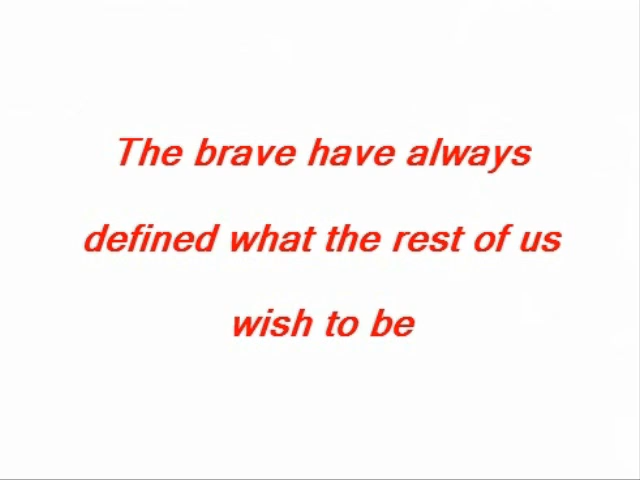 The brave have always
defined what the rest of us
wish to be